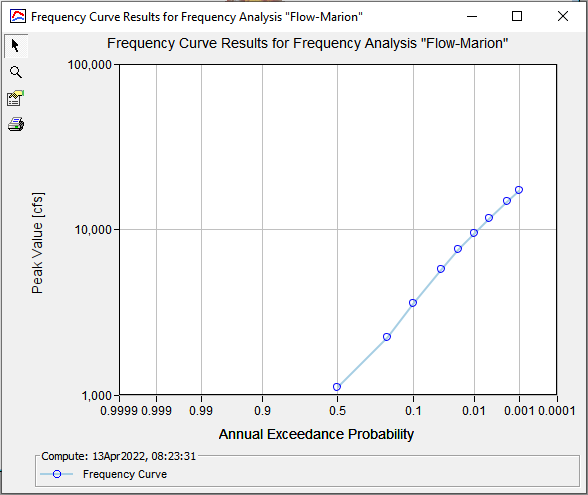 Frequency Curve Results for Frequency Analysis "Flow-Marion"
Frequency Curve Results for Frequency Analysis "Flow-Marion"
Peak Value [cfs]
100,000
10,000
1,000
0.9999 0.999 0.99 0.9 0.5 0.1 0.01 0.001 0.0001
Annual Exceedance Probability
Compute: 13Apr2022, 08:23:31
Frequency Curve